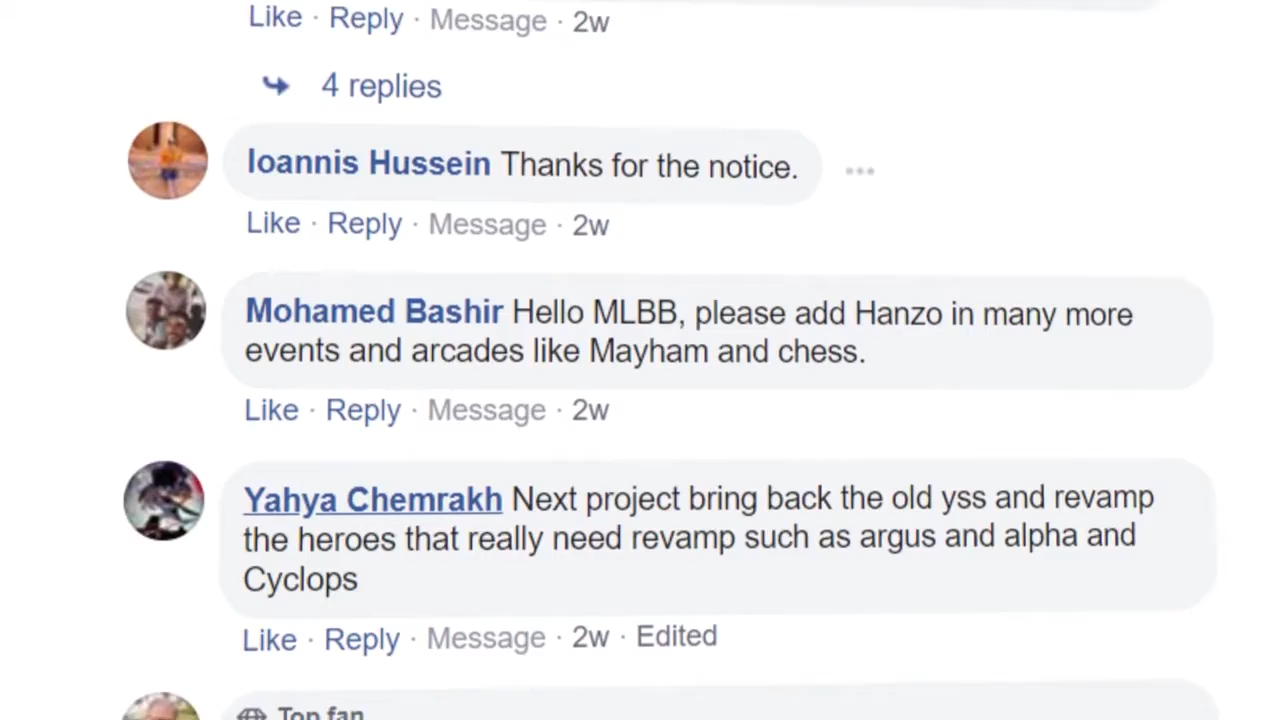 Like · Reply · Message · 2w
4 replies
Ioannis Hussein Thanks for the notice.
Like · Reply · Message · 2w
Mohamed Bashir Hello MLBB, please add Hanzo in many more
events and arcades like Mayham and chess.
Like · Reply · Message · 2w
Yahya Chemrakh Next project bring back the old yss and revamp
the heroes that really need revamp such as argus and alpha and
Cyclops
Like · Reply · Message · 2w · Edited
Top fan